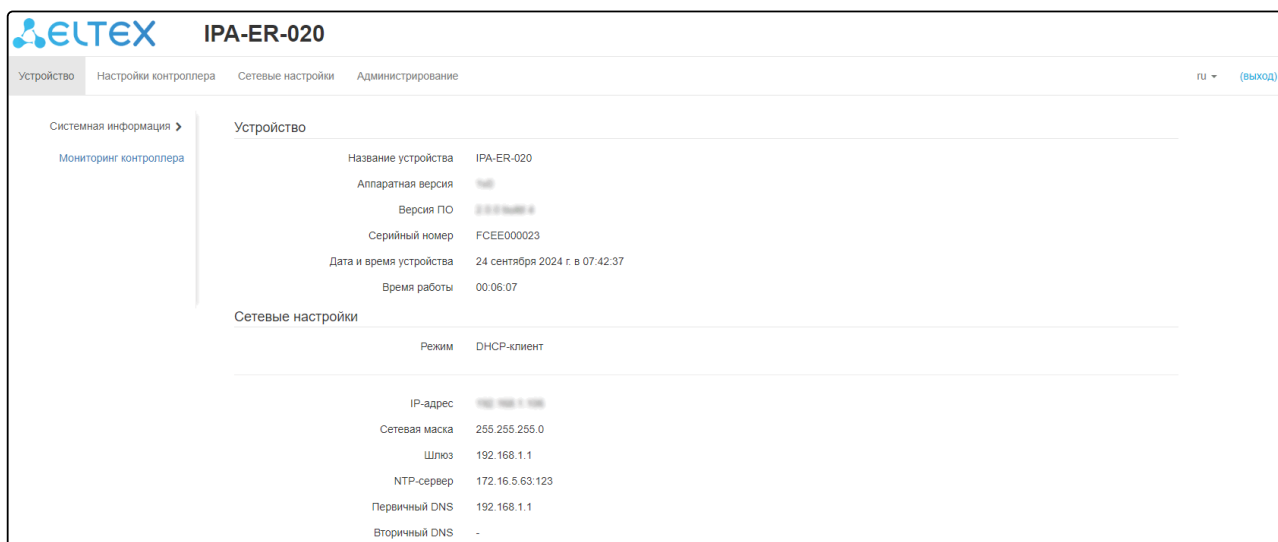 ELTEX IPA-ER-020
Устройство Настройки контроллера Сетевые настройки Администрирование ru (выход)
Системная информация
Мониторинг контроллера
Устройство
Название устройства IPA-ER-020
Аппаратная версия
Версия ПО
Серийный номер FCEE000023
Дата и время устройства 24 сентября 2024 г. в 07:42:37
Время работы 00:06:07
Сетевые настройки
Режим DHCP-клиент
IP-адрес
Сетевая маска 255.255.255.0
Шлюз 192.168.1.1
NTP-сервер 172.16.5.63:123
Первичный DNS 192.168.1.1
Вторичный DNS -